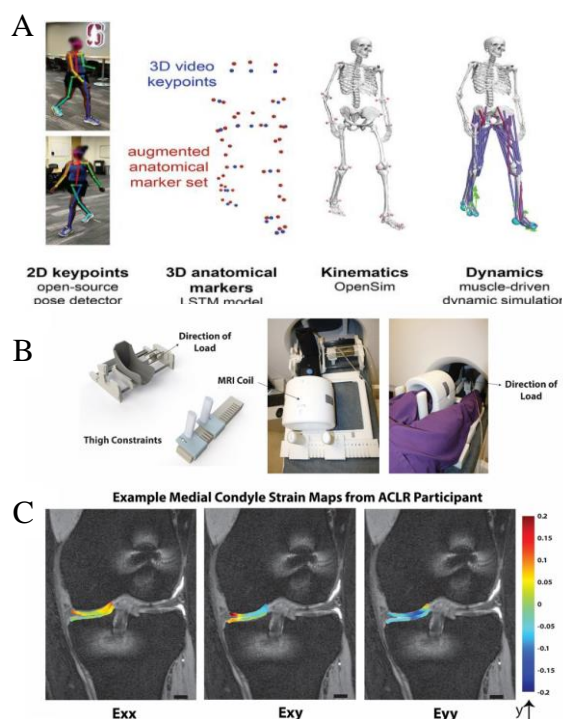 A
3D video
keypoints
augmented
anatomical
marker set
2D keypoints
open-source
pose detector
3D anatomical
markers
LSTM model
Kinematics
OpenSim
Dynamics
muscle-driven
dynamic simulation
B
Direction of
Load
Thigh Constraints
MRI Coil
Direction of
Load
Example Medial Condyle Strain Maps from ACLR Participant
C
0.2
0.15
0.1
0.05
0
-0.05
-0.1
-0.15
-0.2
Exx
Exy
Eyy
y